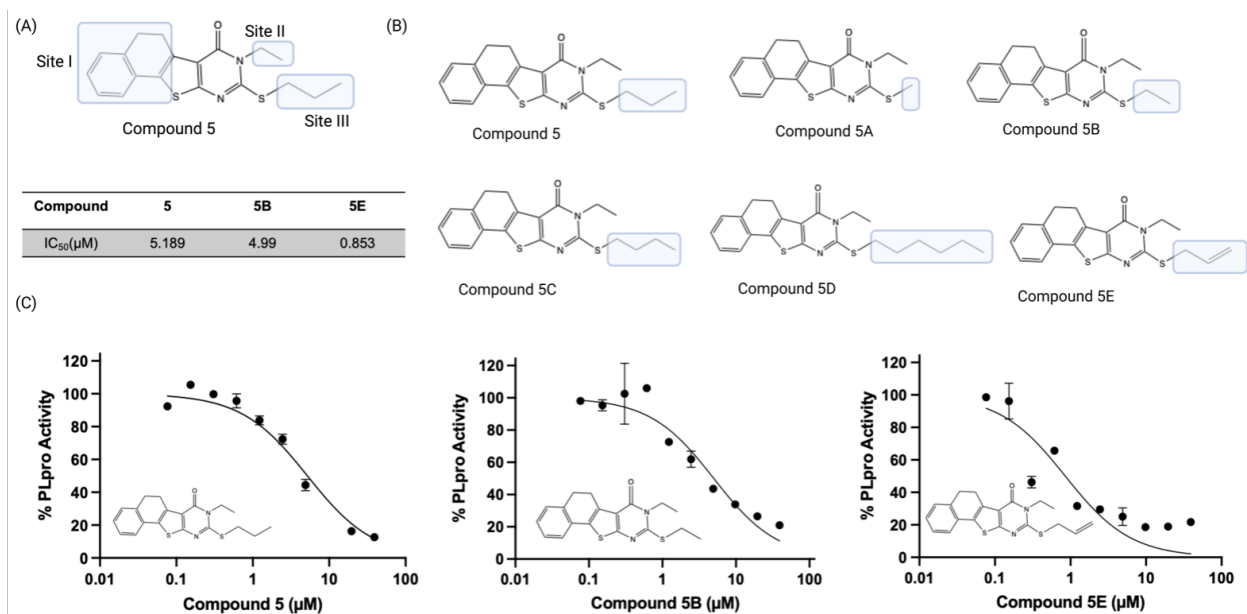 (A)
Site I
Site II
Site III
O
N
S
N
S
Compound 5
Compound 5 5B 5E
IC₅₀(µM) 5.189 4.99 0.853
(B)
O
N
S
N
S
Compound 5
O
N
S
N
S
Compound 5A
O
N
S
N
S
Compound 5B
O
N
S
N
S
Compound 5C
O
N
S
N
S
Compound 5D
O
N
S
N
S
Compound 5E
(C)
% PLpro Activity
120
100
80
60
40
20
0
0.01 0.1 1 10 100
O
N
S
N
S
Compound 5 (µM)
% PLpro Activity
120
100
80
60
40
20
0
0.01 0.1 1 10 100
O
N
S
N
S
Compound 5B (µM)
% PLpro Activity
120
100
80
60
40
20
0
0.01 0.1 1 10 100
O
N
S
N
S
Compound 5E (µM)